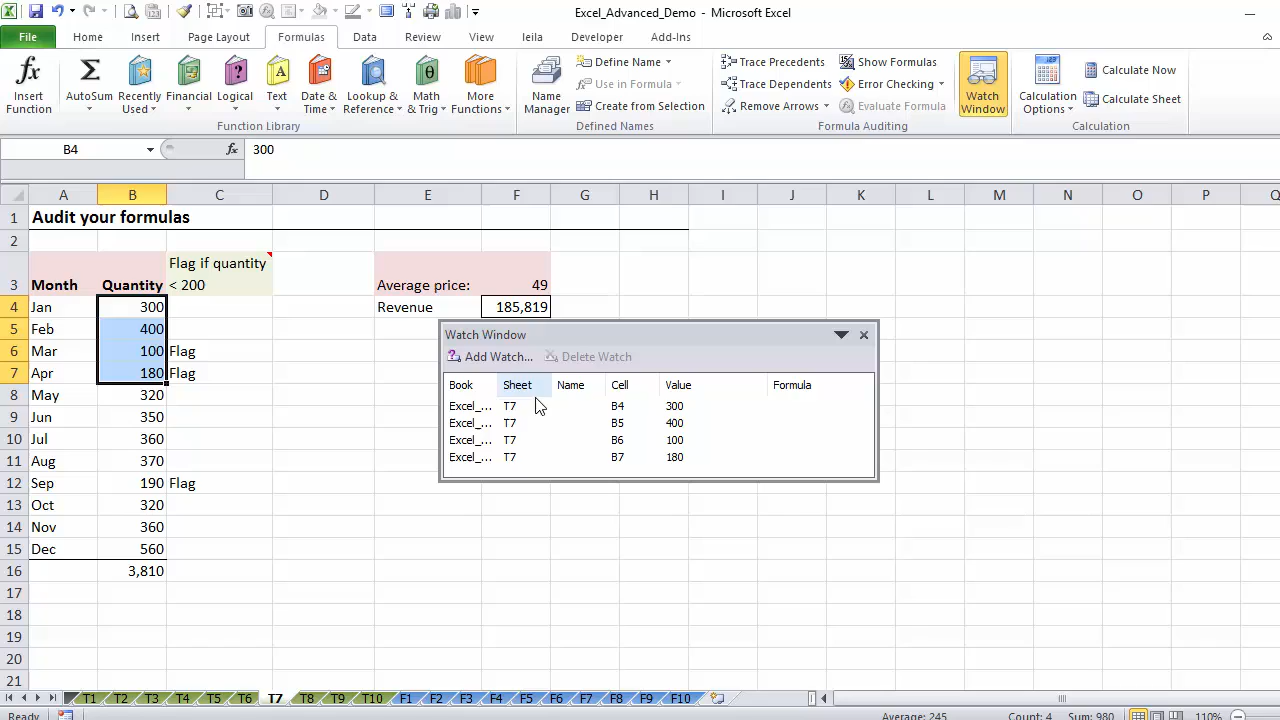 Excel_Advanced_Demo - Microsoft Excel
File Home Insert Page Layout Formulas Data Review View leila Developer Add-Ins
Insert Function
AutoSum
Recently Used
Financial
Logical
Text
Date & Time
Lookup & Reference
Math & Trig
More Functions
Function Library
Name Manager
Define Name
Use in Formula
Create from Selection
Defined Names
Trace Precedents
Trace Dependents
Remove Arrows
Show Formulas
Error Checking
Evaluate Formula
Formula Auditing
Watch Window
Calculation Options
Calculate Now
Calculate Sheet
Calculation
B4 fx 300
A B C D E F G H I J K L M N O P Q
1 Audit your formulas
2
Flag if quantity
3 Month Quantity < 200 Average price: 49
4 Jan 300 Revenue 185,819
5 Feb 400
6 Mar 100 Flag
7 Apr 180 Flag
8 May 320
9 Jun 350
10 Jul 360
11 Aug 370
12 Sep 190 Flag
13 Oct 320
14 Nov 360
15 Dec 560
16 3,810
17
18
19
20
21
Watch Window
Add Watch... Delete Watch
Book Sheet Name Cell Value Formula
Excel_... T7 B4 300
Excel_... T7 B5 400
Excel_... T7 B6 100
Excel_... T7 B7 180
T1 T2 T3 T4 T5 T6 T7 T8 T9 T10 F1 F2 F3 F4 F5 F6 F7 F8 F9 F10
Ready Average: 245 Count: 4 Sum: 980 110%